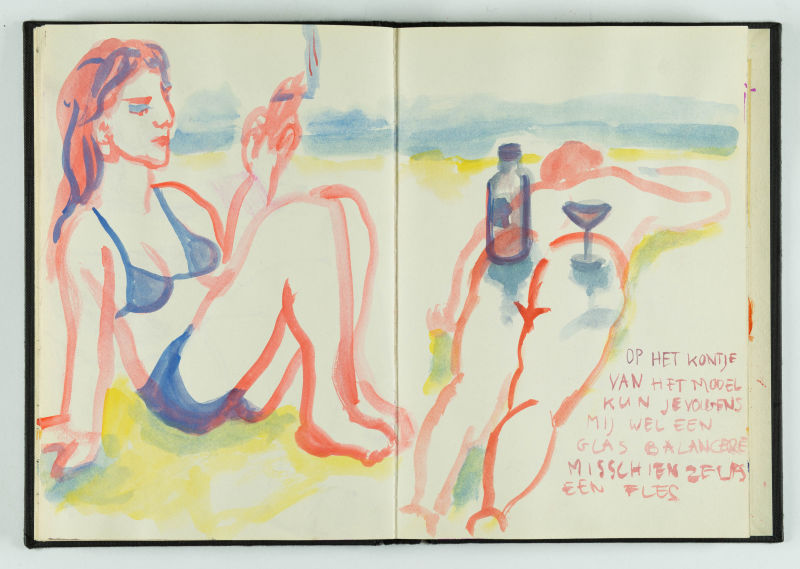 OP HET KONTJE
VAN HET MODEL
KUN JE VOLGENS
MIJ WEL EEN
GLAS BALANCERE
MISSCHIEN ZELFS
EEN FLES